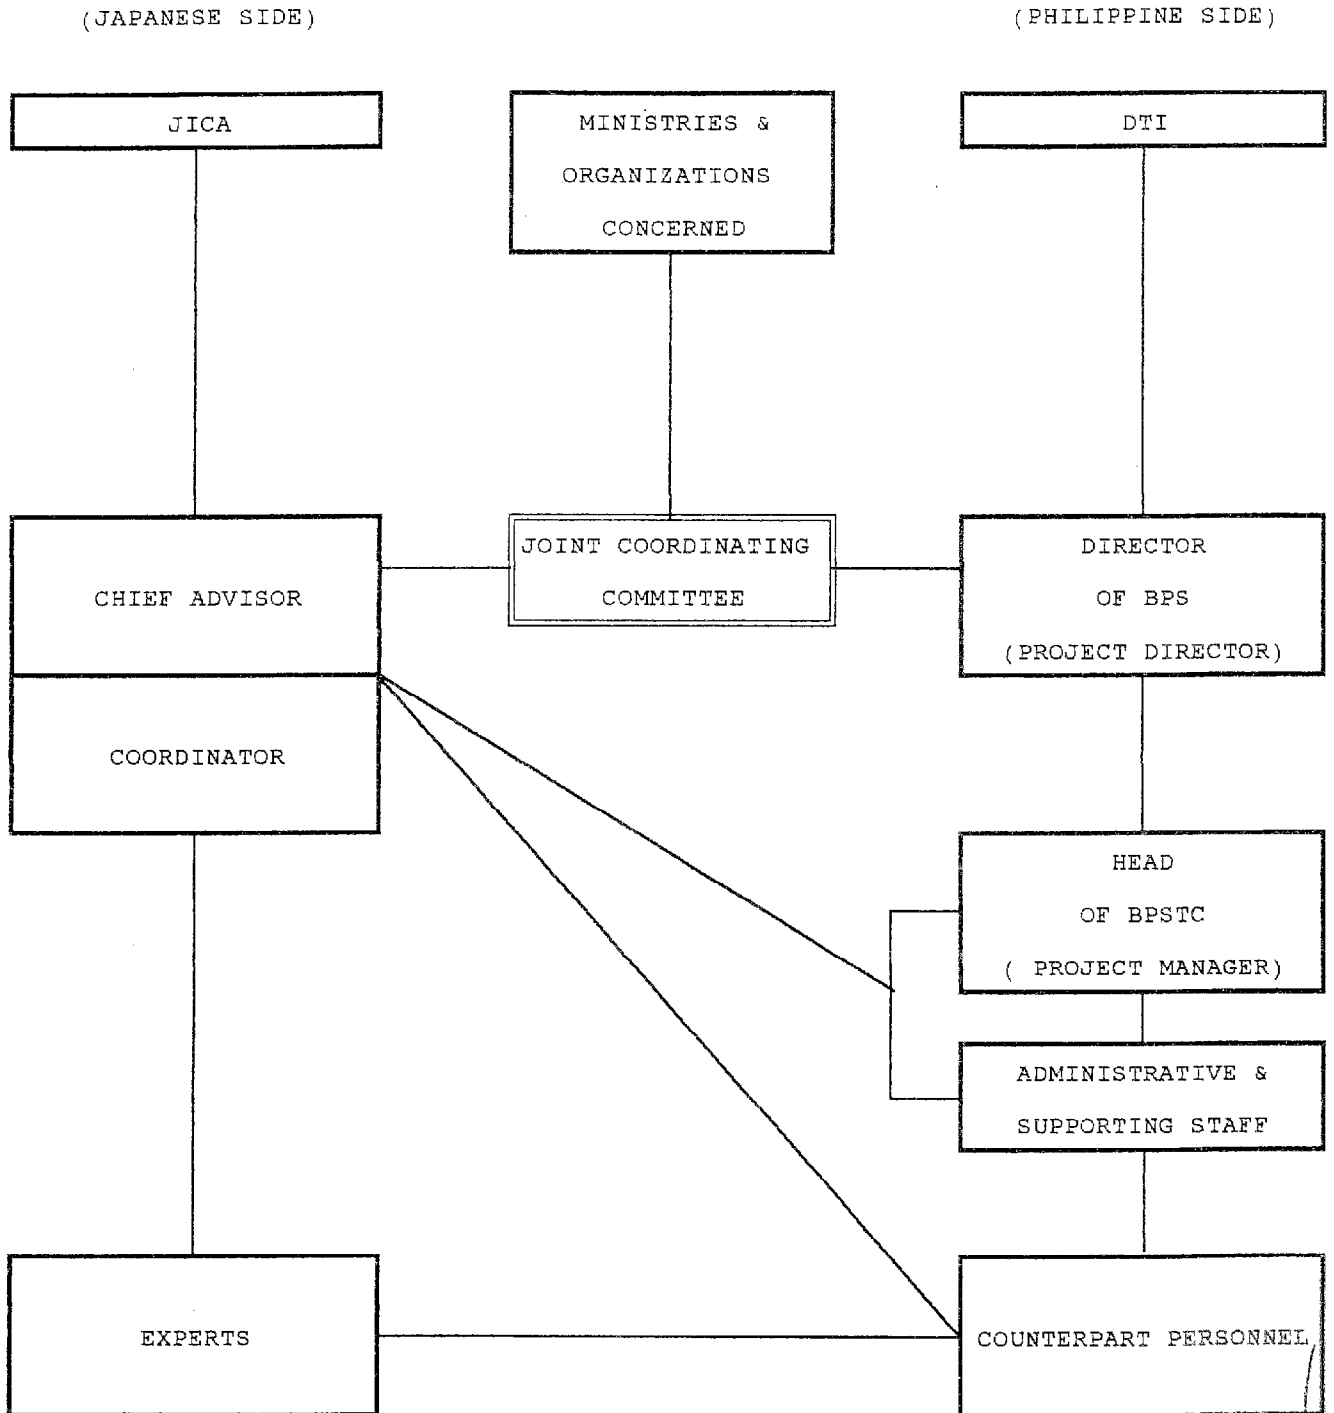 (JAPANESE SIDE)
(PHILIPPINE SIDE)
JICA
MINISTRIES &
ORGANIZATIONS
CONCERNED
DTI
CHIEF ADVISOR
COORDINATOR
JOINT COORDINATING
COMMITTEE
DIRECTOR
OF BPS
(PROJECT DIRECTOR)
HEAD
OF BPSTC
( PROJECT MANAGER)
ADMINISTRATIVE &
SUPPORTING STAFF
EXPERTS
COUNTERPART PERSONNEL